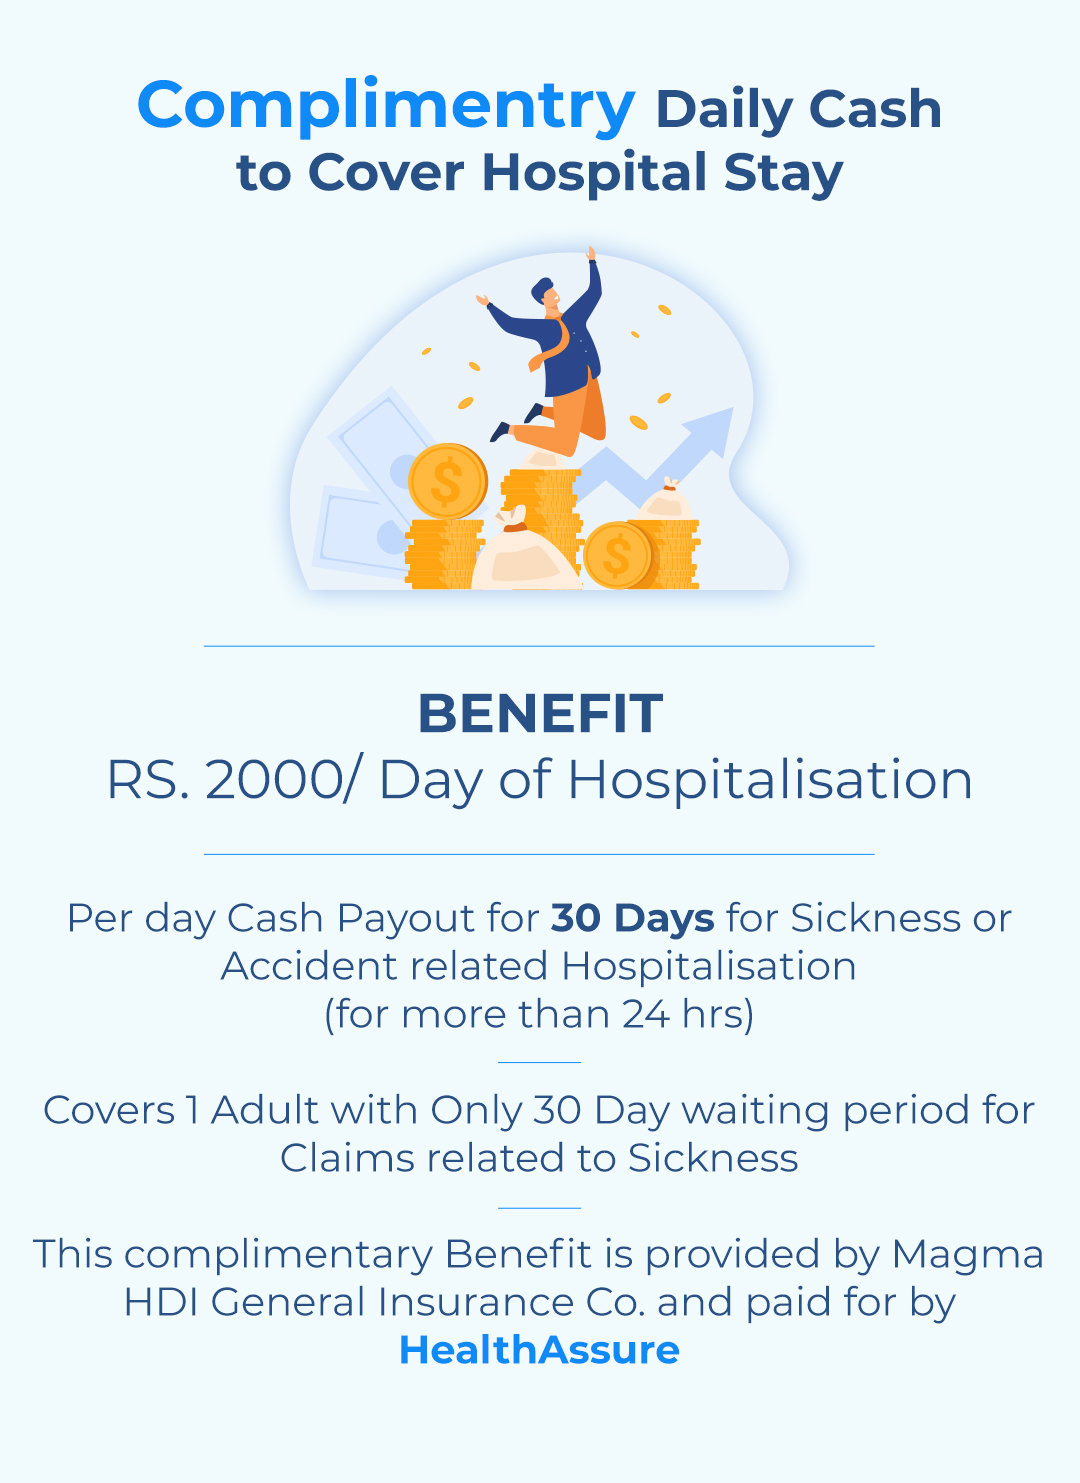 Complimentry Daily Cash
to Cover Hospital Stay
$
$
BENEFIT
RS. 2000/ Day of Hospitalisation
Per day Cash Payout for 30 Days for Sickness or
Accident related Hospitalisation
(for more than 24 hrs)
Covers 1 Adult with Only 30 Day waiting period for
Claims related to Sickness
This complimentary Benefit is provided by Magma
HDI General Insurance Co. and paid for by
HealthAssure